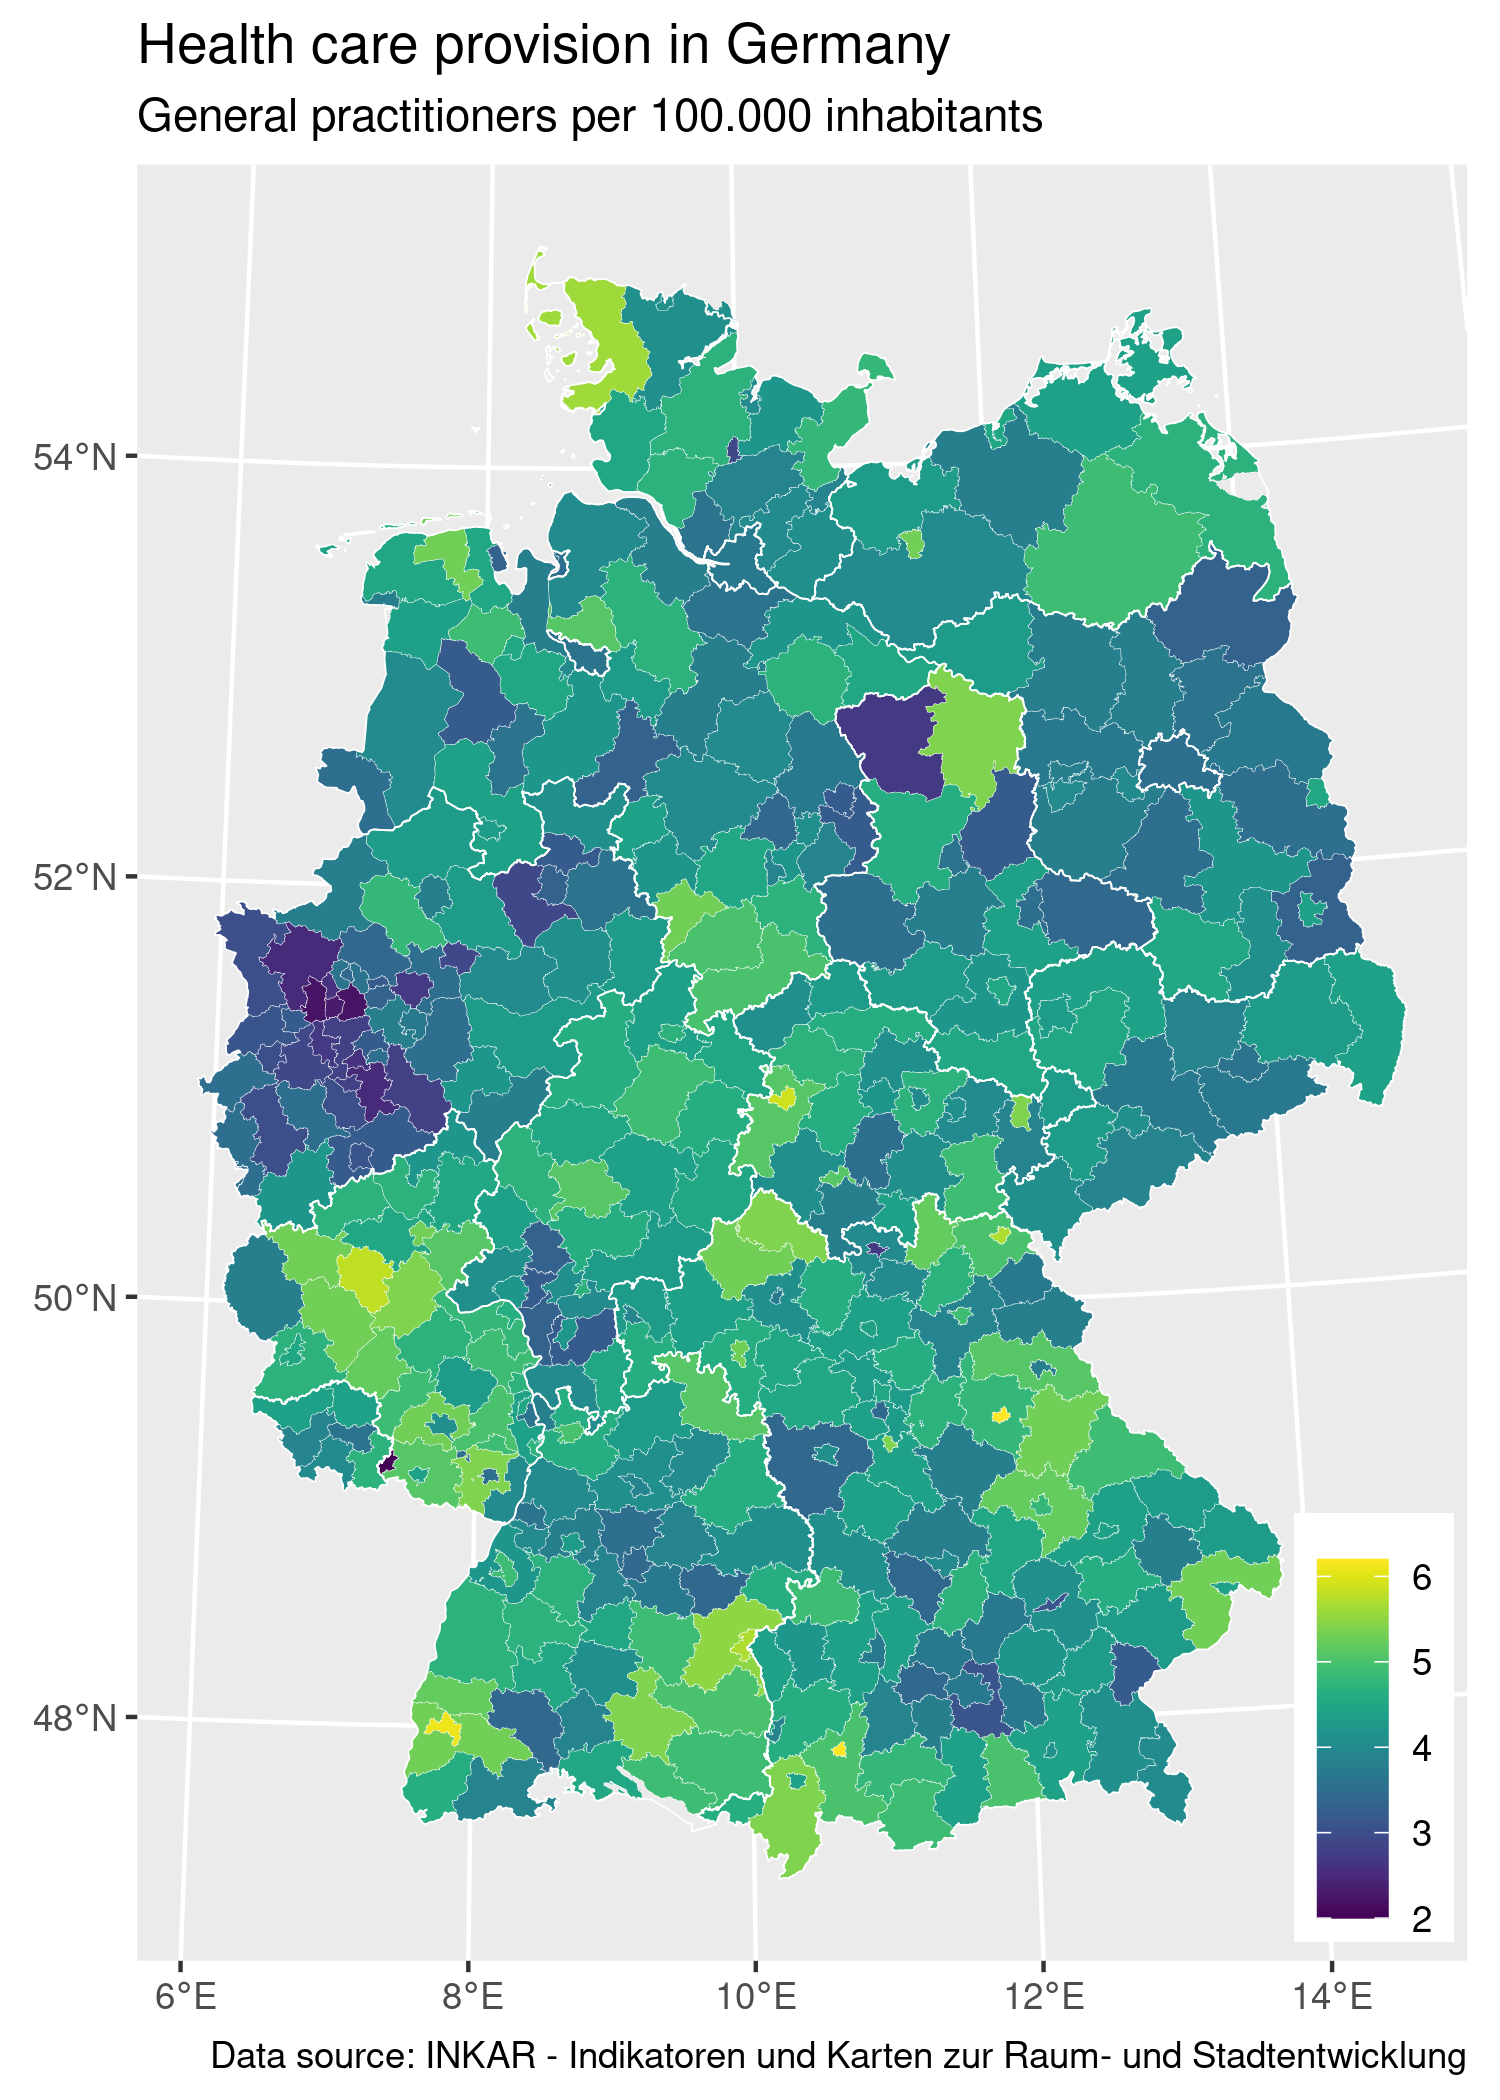 Health care provision in Germany
General practitioners per 100.000 inhabitants
54°N
52°N
50°N
48°N
6
5
4
3
2
6°E
8°E
10°E
12°E
14°E
Data source: INKAR - Indikatoren und Karten zur Raum- und Stadtentwicklung